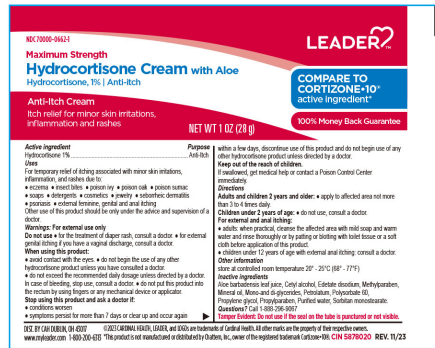 NDC 70000-0662-1
LEADER
Maximum Strength
Hydrocortisone Cream with Aloe
Hydrocortisone, 1% | Anti-Itch
COMPARE TO
CORTIZONE•10®
active ingredient*
Anti-Itch Cream
Itch relief for minor skin irritations,
inflammation and rashes
NET WT 1 OZ (28 g)
100% Money Back Guarantee
Active ingredient Purpose
Hydrocortisone 1% Anti-Itch
Uses
For temporary relief of itching associated with minor skin irritations,
inflammation, and rashes due to:
• eczema • insect bites • poison ivy • poison oak • poison sumac
• soaps • detergents • cosmetics • jewelry • seborrheic dermatitis
• psoriasis • external feminine, genital and anal itching
Other use of this product should be only under the advice and supervision of a
doctor.
Warnings: For external use only
Do not use • for the treatment of diaper rash, consult a doctor • for external
genital itching if you have a vaginal discharge, consult a doctor.
When using this product:
• avoid contact with the eyes. • do not begin the use of any other
hydrocortisone product unless you have consulted a doctor.
• do not exceed the recommended daily dosage unless directed by a doctor.
In case of bleeding, stop use, consult a doctor. • do not put this product into
the rectum by using fingers or any mechanical device or applicator.
Stop using this product and ask a doctor if:
• conditions worsen
• symptoms persist for more than 7 days or clear up and occur again
within a few days, discontinue use of this product and do not begin use of any
other hydrocortisone product unless directed by a doctor.
Keep out of the reach of children.
If swallowed, get medical help or contact a Poison Control Center
immediately.
Directions
Adults and children 2 years and older: • apply to affected area not more
than 3 to 4 times daily.
Children under 2 years of age: • do not use, consult a doctor.
For external and anal itching:
• adults: when practical, cleanse the affected area with mild soap and warm
water and rinse thoroughly or by patting or blotting with toilet tissue or a soft
cloth before application of this product.
• children under 12 years of age with external anal itching: consult a doctor.
Other information
store at controlled room temperature 20° - 25°C (68° - 77°F)
Inactive ingredients
Aloe barbadensis leaf juice, Cetyl alcohol, Edetate disodium, Methylparaben,
Mineral oil, Mono-and di-glycerides, Petrolatum, Polysorbate 60,
Propylene glycol, Propylparaben, Purified water, Sorbitan monostearate.
Questions? Call 1-888-296-9067
Tamper Evident: Do not use if the seal on the tube is punctured or not visible.
DIST. BY CAH DUBLIN, OH 43017
www.myleader.com 1-800-200-6313
©2023 CARDINAL HEALTH, LEADER, and LOGOs are trademarks of Cardinal Health. All other marks are the property of their respective owners.
*This product is not manufactured or distributed by Chattem, Inc., owner of the registered trademark Cortizone•10®. CIN 5878020 REV. 11/23